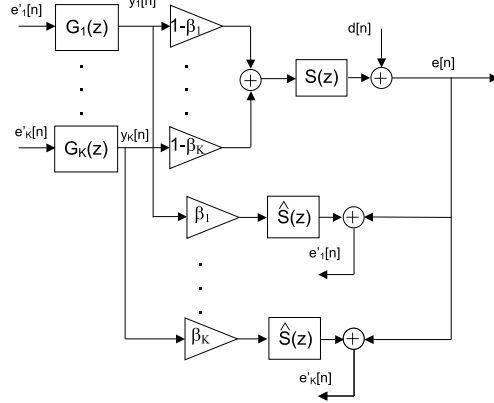 e'₁[n]
G₁(z)
y₁[n]
1-β₁
d[n]
S(z)
e[n]
e'K[n]
GK(z)
yK[n]
1-βK
β₁
Ŝ(z)
e'₁[n]
βK
Ŝ(z)
e'K[n]